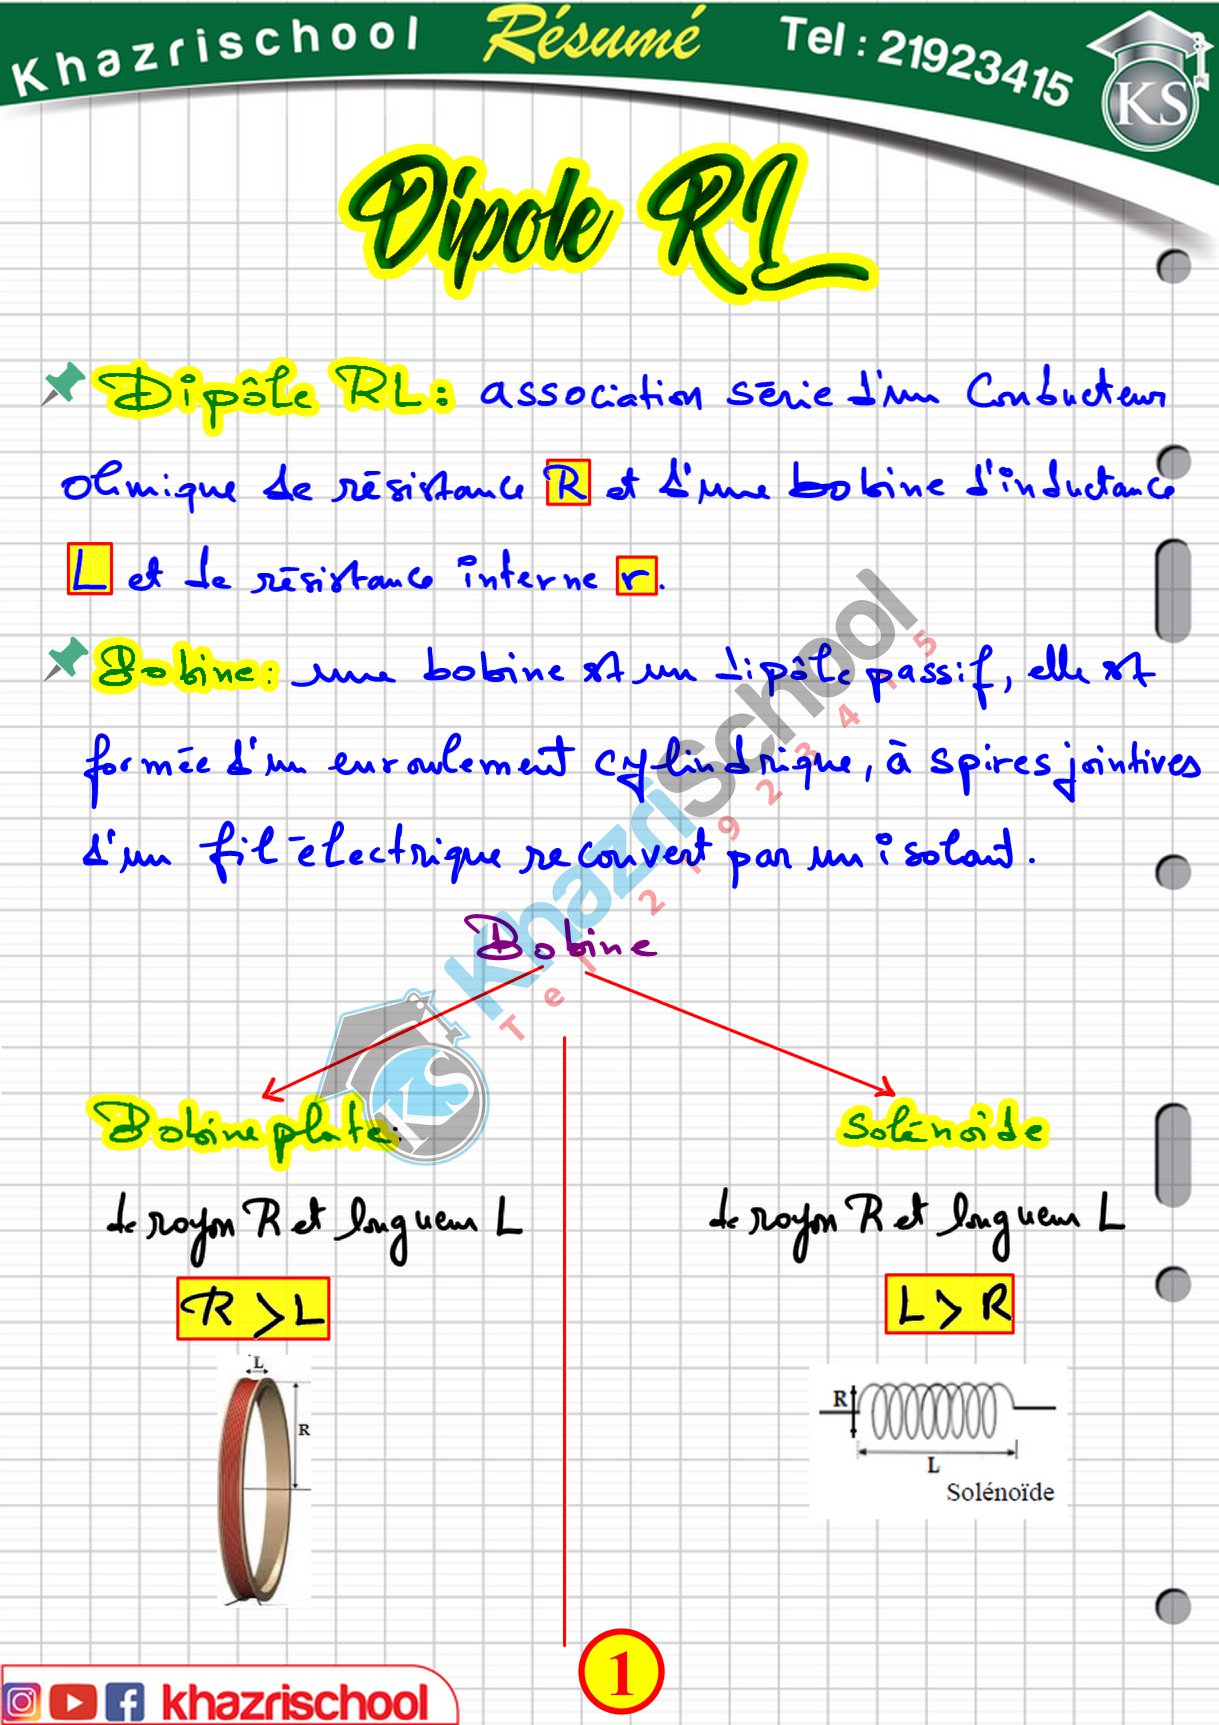 Khazrischool Résumé Tel : 21923415
KS
Dipole RL
Dipôle RL : association série d'un Conducteur
ohmique de résistance R et d'une bobine d'inductance
L et de résistance interne r.
Bobine : une bobine est un dipôle passif, elle est
formée d'un enroulement cylindrique, à spires jointives
d'un fil électrique recouvert par un isolant.
KhazriSchool
Tel 21923415
KS
Bobine
Bobine plate: Solénoïde
de rayon R et longueur L de rayon R et longueur L
R > L L > R
L
R
R
L
Solénoïde
1
khazrischool